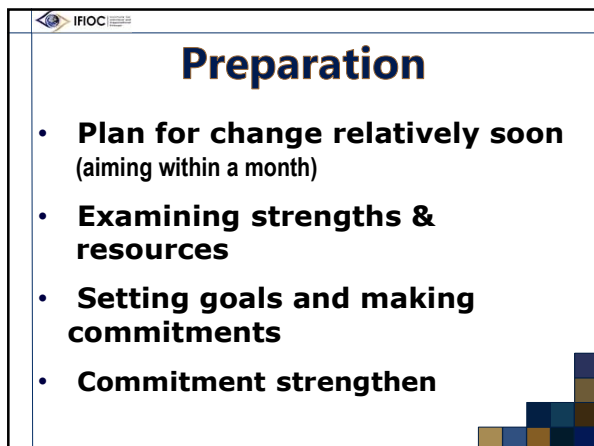 IFIOC
Preparation
• Plan for change relatively soon
(aiming within a month)
• Examining strengths &
resources
• Setting goals and making
commitments
• Commitment strengthen